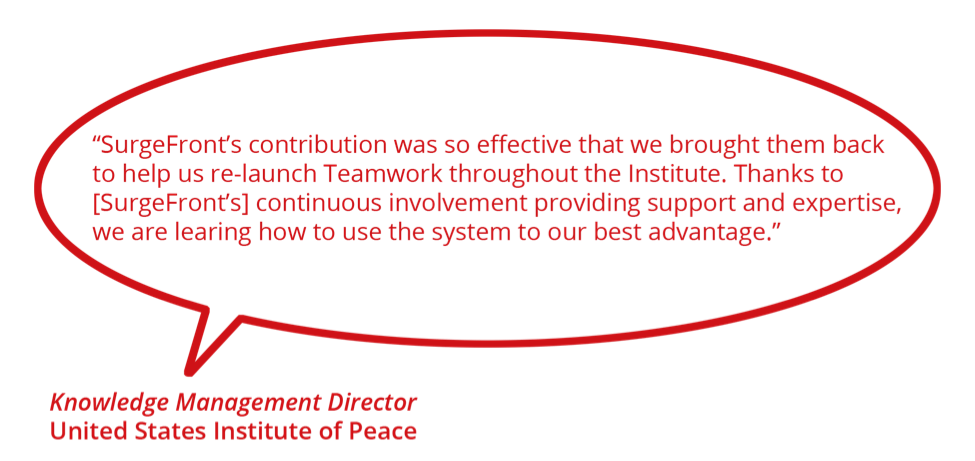 “SurgeFront’s contribution was so effective that we brought them back
to help us re-launch Teamwork throughout the Institute. Thanks to
[SurgeFront’s] continuous involvement providing support and expertise,
we are learing how to use the system to our best advantage.”
Knowledge Management Director
United States Institute of Peace